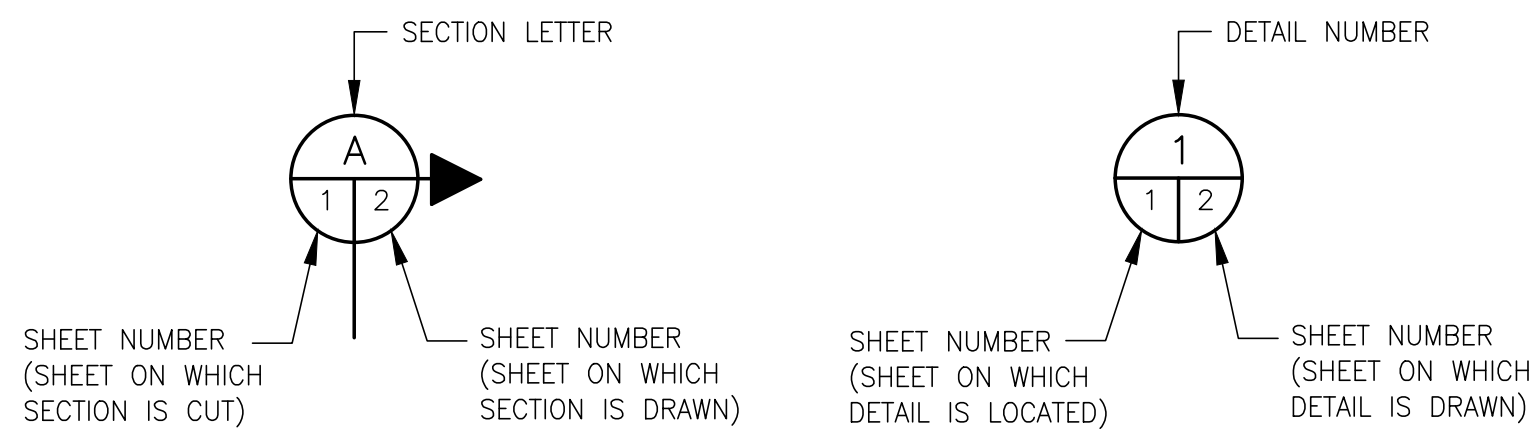 SECTION LETTER
A
1 2
SHEET NUMBER
(SHEET ON WHICH
SECTION IS CUT)
SHEET NUMBER
(SHEET ON WHICH
SECTION IS DRAWN)
DETAIL NUMBER
1
1 2
SHEET NUMBER
(SHEET ON WHICH
DETAIL IS LOCATED)
SHEET NUMBER
(SHEET ON WHICH
DETAIL IS DRAWN)